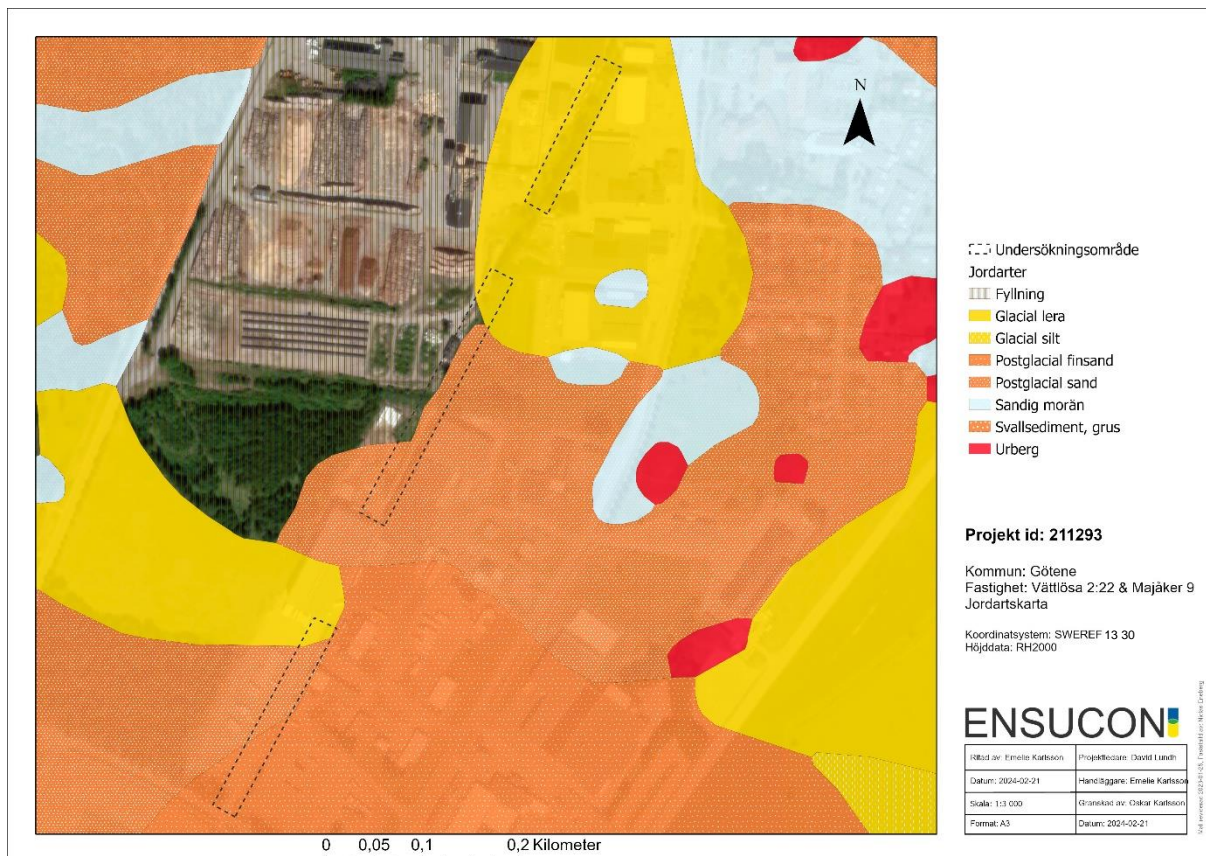 N
Undersökningsområde
Jordarter
Fyllning
Glacial lera
Glacial silt
Postglacial finsand
Postglacial sand
Sandig morän
Svallsediment, grus
Urberg
Projekt id: 211293
Kommun: Götene
Fastighet: Vättlösa 2:22 & Majåker 9
Jordartskarta
Koordinatsystem: SWEREF 13 30
Höjddata: RH2000
ENSUCON
Ritad av: Emelie Karlsson Projektledare: David Lundh
Datum: 2024-02-21 Handläggare: Emelie Karlsson
Skala: 1:3 000 Granskad av: Oskar Karlsson
Format: A3 Datum: 2024-02-21
0 0,05 0,1 0,2 Kilometer